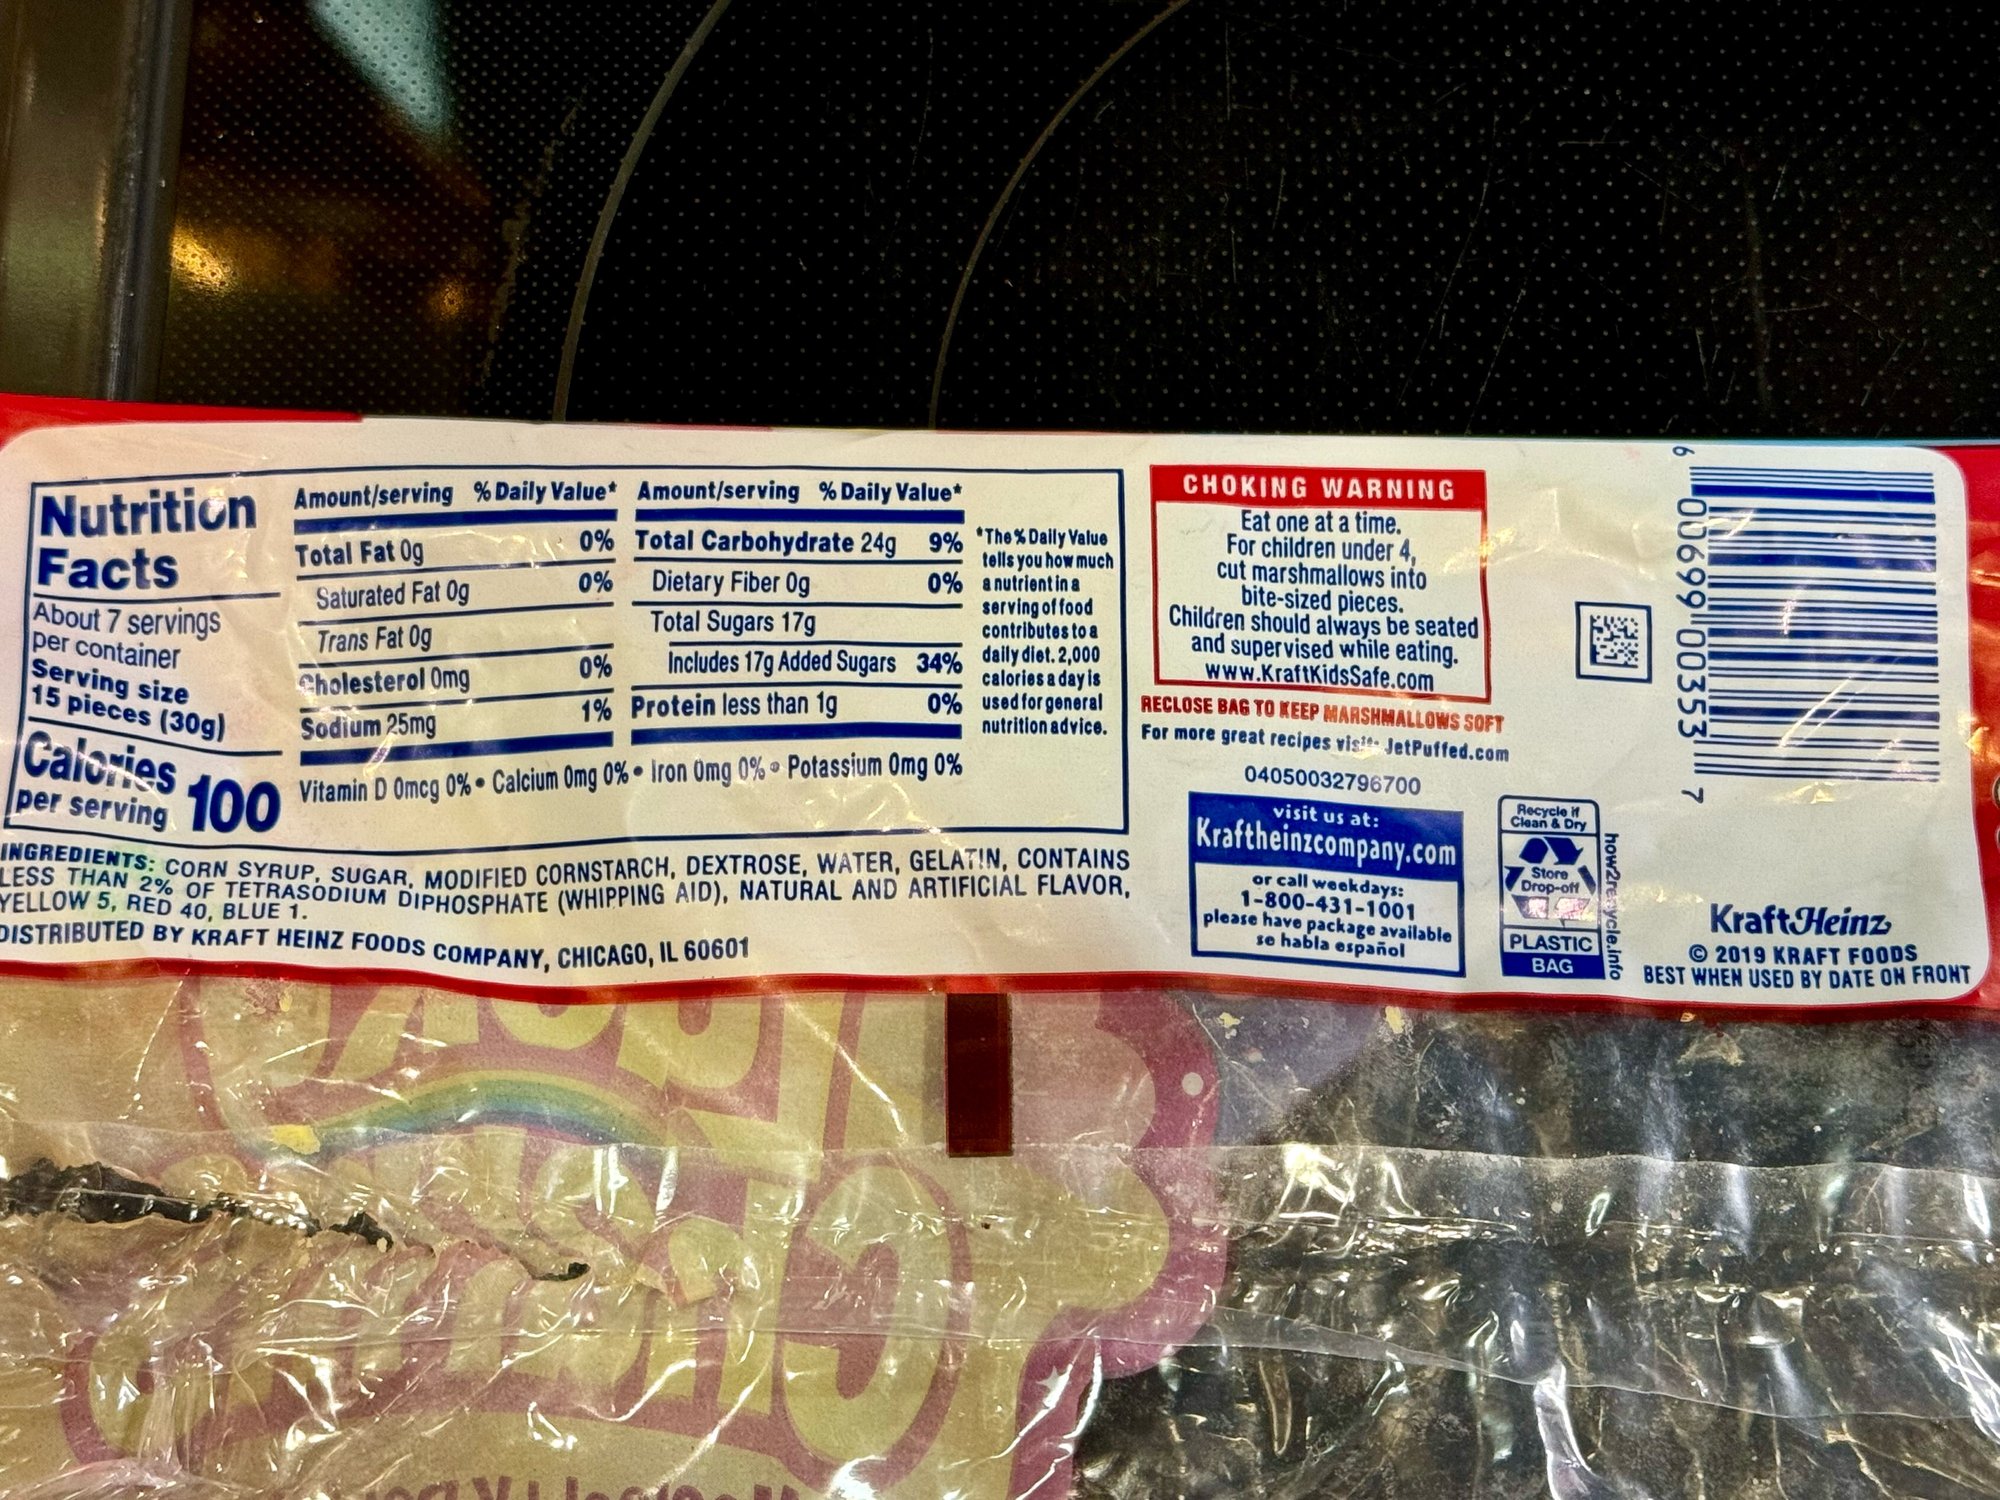 Nutrition
Facts
About 7 servings
per container
Serving size
15 pieces (30g)
Calories
per serving 100
Amount/serving % Daily Value*
Total Fat 0g 0%
Saturated Fat 0g 0%
Trans Fat 0g
Cholesterol 0mg 0%
Sodium 25mg 1%
Amount/serving % Daily Value*
Total Carbohydrate 24g 9%
Dietary Fiber 0g 0%
Total Sugars 17g
Includes 17g Added Sugars 34%
Protein less than 1g 0%
Vitamin D 0mcg 0% • Calcium 0mg 0% • Iron 0mg 0% • Potassium 0mg 0%
*The % Daily Value
tells you how much
a nutrient in a
serving of food
contributes to a
daily diet. 2,000
calories a day is
used for general
nutrition advice.
INGREDIENTS: CORN SYRUP, SUGAR, MODIFIED CORNSTARCH, DEXTROSE, WATER, GELATIN, CONTAINS
LESS THAN 2% OF TETRASODIUM DIPHOSPHATE (WHIPPING AID), NATURAL AND ARTIFICIAL FLAVOR,
YELLOW 5, RED 40, BLUE 1.
DISTRIBUTED BY KRAFT HEINZ FOODS COMPANY, CHICAGO, IL 60601
CHOKING WARNING
Eat one at a time.
For children under 4,
cut marshmallows into
bite-sized pieces.
Children should always be seated
and supervised while eating.
www.KraftKidsSafe.com
RECLOSE BAG TO KEEP MARSHMALLOWS SOFT
For more great recipes visit: JetPuffed.com
04050032796700
visit us at:
Kraftheinzcompany.com
or call weekdays:
1-800-431-1001
please have package available
se habla español
Recycle if
Clean & Dry
Store
Drop-off
PLASTIC
BAG
how2recycle.info
6 00699 00353 7
KraftHeinz
© 2019 KRAFT FOODS
BEST WHEN USED BY DATE ON FRONT